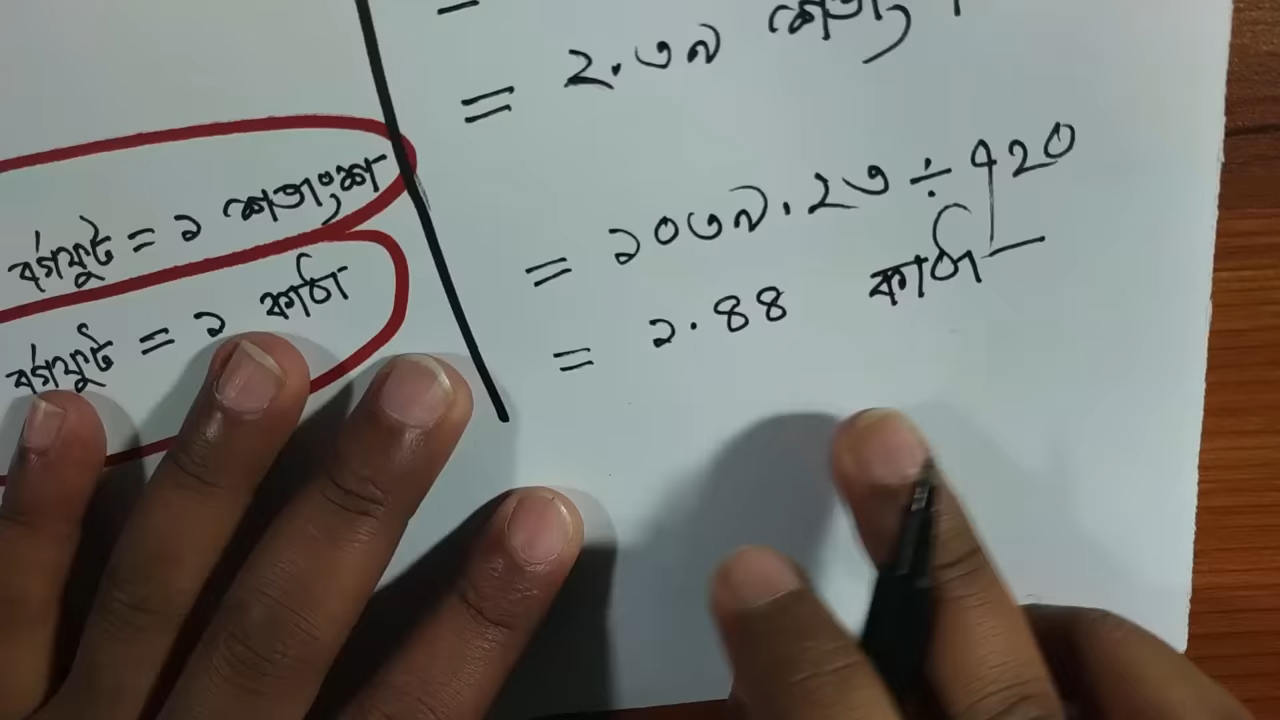 বর্গফুট = ১ শতাংশ
বর্গফুট = ১ কাঠা
= ২.৩৯ শতাংশ
= ১০৩৯.২৩ ÷ ৭২০
= ১.৪৪ কাঠা